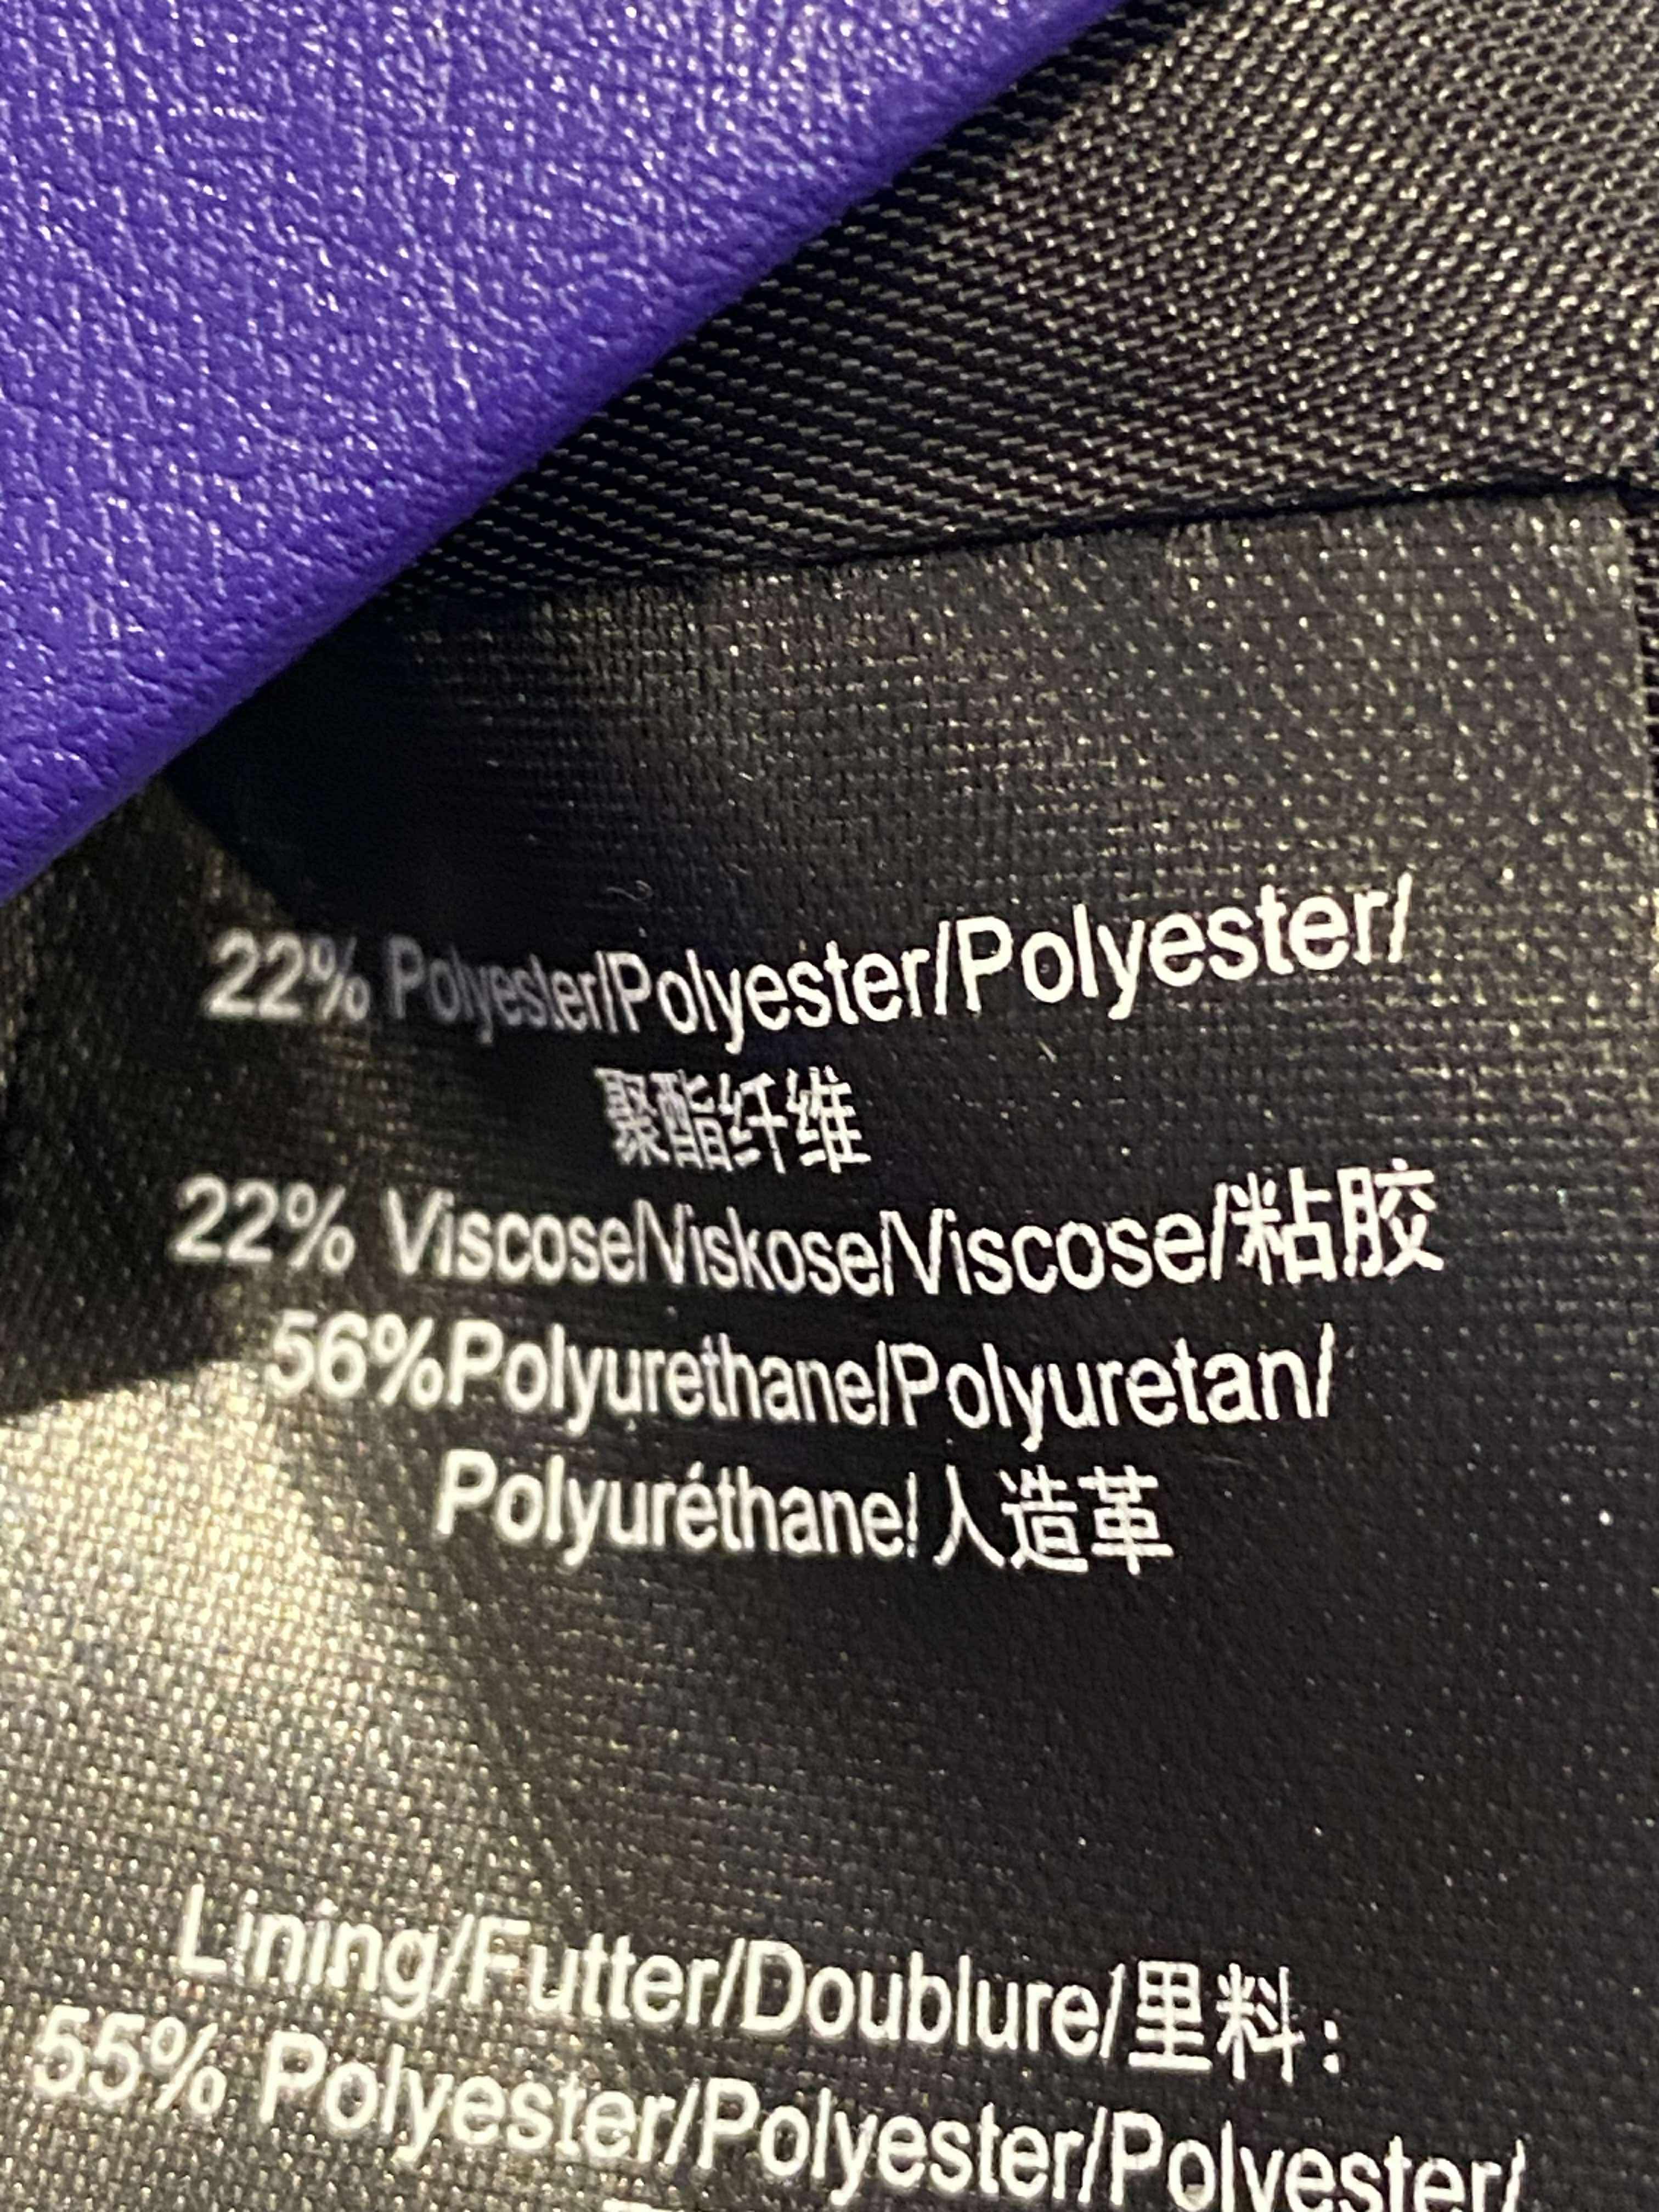 22% Polyester/Polyester/Polyester/
聚酯纤维
22% Viscose/Viskose/Viscose/粘胶
56%Polyurethane/Polyuretan/
Polyuréthane/人造革
Lining/Futter/Doublure/里料:
55% Polyester/Polyester/Polyester/